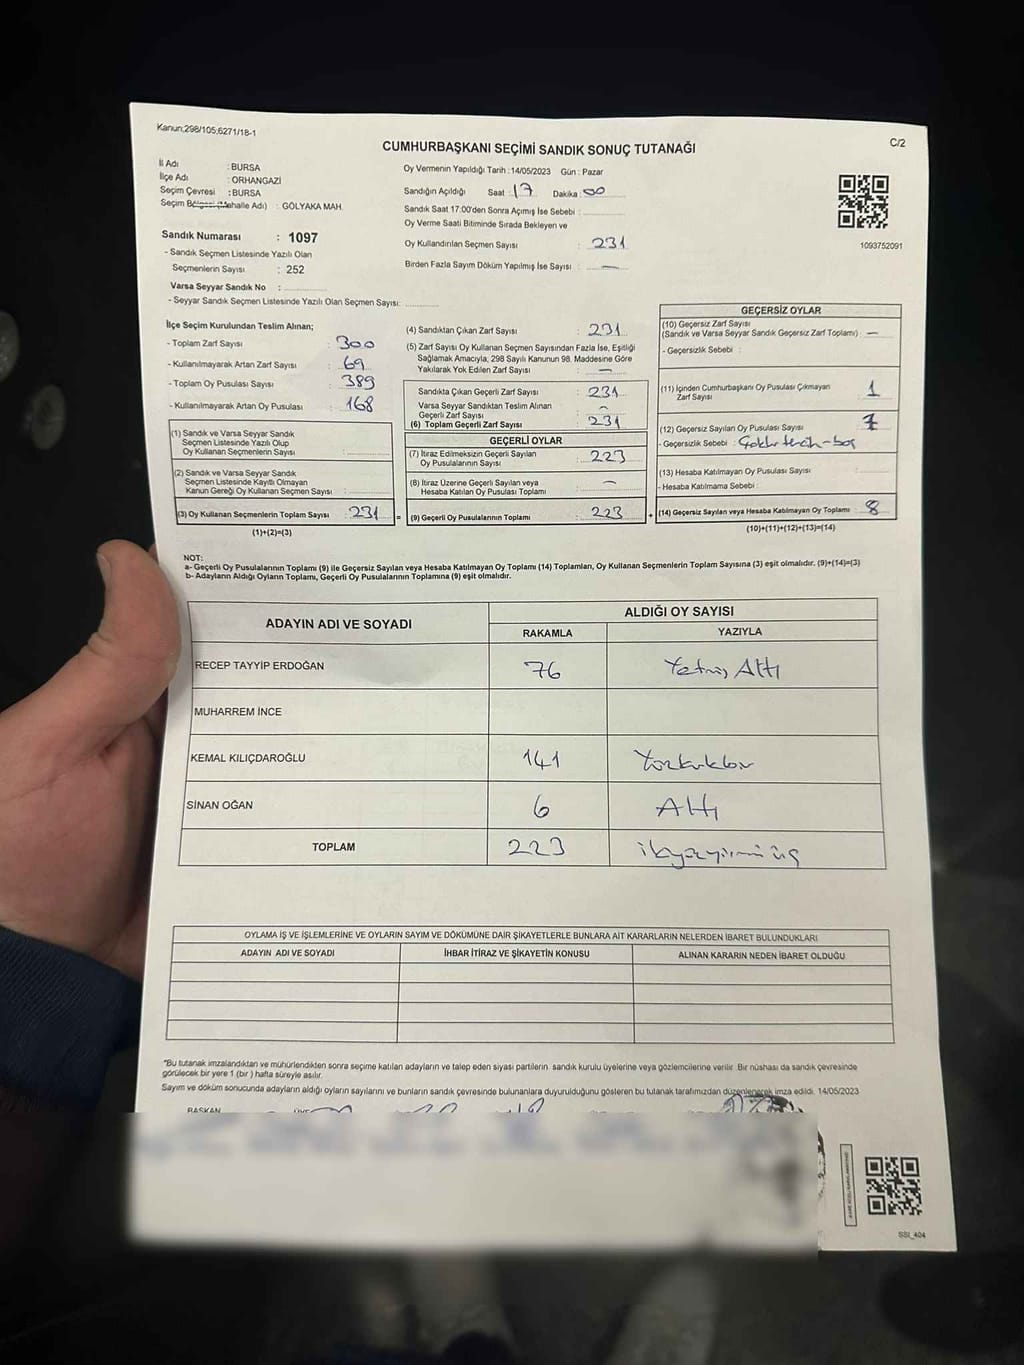 Kanun;298/105;6271/18-1
C/2
CUMHURBAŞKANI SEÇİMİ SANDIK SONUÇ TUTANAĞI
İl Adı : BURSA
İlçe Adı : ORHANGAZİ
Seçim Çevresi : BURSA
Seçim Bölgesi (Mahalle Adı) : GÖLYAKA MAH.
Sandık Numarası : 1097
- Sandık Seçmen Listesinde Yazılı Olan
Seçmenlerin Sayısı : 252
Varsa Seyyar Sandık No :
- Seyyar Sandık Seçmen Listesinde Yazılı Olan Seçmen Sayısı:
Oy Vermenin Yapıldığı Tarih : 14/05/2023 Gün : Pazar
Sandığın Açıldığı Saat : 17 Dakika : 00
Sandık Saat 17:00'den Sonra Açılmış İse Sebebi :
Oy Verme Saati Bitiminde Sırada Bekleyen ve
Oy Kullandırılan Seçmen Sayısı : 231
Birden Fazla Sayım Döküm Yapılmış İse Sayısı : —
1093752091
İlçe Seçim Kurulundan Teslim Alınan;
- Toplam Zarf Sayısı : 300
- Kullanılmayarak Artan Zarf Sayısı : 69
- Toplam Oy Pusulası Sayısı : 389
- Kullanılmayarak Artan Oy Pusulası : 168
(1) Sandık ve Varsa Seyyar Sandık
Seçmen Listesinde Yazılı Olup
Oy Kullanan Seçmenlerin Sayısı :
(2) Sandık ve Varsa Seyyar Sandık
Seçmen Listesinde Kayıtlı Olmayan
Kanun Gereği Oy Kullanan Seçmen Sayısı :
(3) Oy Kullanan Seçmenlerin Toplam Sayısı : 231
(1)+(2)=(3)
(4) Sandıktan Çıkan Zarf Sayısı : 231
(5) Zarf Sayısı Oy Kullanan Seçmen Sayısından Fazla İse, Eşitliği
Sağlamak Amacıyla; 298 Sayılı Kanunun 98. Maddesine Göre
Yakılarak Yok Edilen Zarf Sayısı : —
Sandıkta Çıkan Geçerli Zarf Sayısı : 231
Varsa Seyyar Sandıktan Teslim Alınan
Geçerli Zarf Sayısı : —
(6) Toplam Geçerli Zarf Sayısı : 231
GEÇERLİ OYLAR
(7) İtiraz Edilmeksizin Geçerli Sayılan
Oy Pusulalarının Sayısı : 223
(8) İtiraz Üzerine Geçerli Sayılan veya
Hesaba Katılan Oy Pusulası Toplamı : —
= (9) Geçerli Oy Pusulalarının Toplamı : 223
GEÇERSİZ OYLAR
(10) Geçersiz Zarf Sayısı
(Sandık ve Varsa Seyyar Sandık Geçersiz Zarf Toplamı) : —
- Geçersizlik Sebebi :
(11) İçinden Cumhurbaşkanı Oy Pusulası Çıkmayan
Zarf Sayısı : 1
(12) Geçersiz Sayılan Oy Pusulası Sayısı : 7
- Geçersizlik Sebebi : Çoklu tercih - boş
(13) Hesaba Katılmayan Oy Pusulası Sayısı :
- Hesaba Katılmama Sebebi :
+ (14) Geçersiz Sayılan veya Hesaba Katılmayan Oy Toplamı : 8
(10)+(11)+(12)+(13)=(14)
NOT:
a- Geçerli Oy Pusulalarının Toplamı (9) ile Geçersiz Sayılan veya Hesaba Katılmayan Oy Toplamı (14) Toplamları, Oy Kullanan Seçmenlerin Toplam Sayısına (3) eşit olmalıdır. (9)+(14)=(3)
b- Adayların Aldığı Oyların Toplamı, Geçerli Oy Pusulalarının Toplamına (9) eşit olmalıdır.
ADAYIN ADI VE SOYADI
ALDIĞI OY SAYISI
RAKAMLA YAZIYLA
RECEP TAYYİP ERDOĞAN 76 Yetmiş Altı
MUHARREM İNCE
KEMAL KILIÇDAROĞLU 141 Yüzkırkbir
SİNAN OĞAN 6 Altı
TOPLAM 223 ikiyüzyirmi üç
OYLAMA İŞ VE İŞLEMLERİNE VE OYLARIN SAYIM VE DÖKÜMÜNE DAİR ŞİKAYETLERLE BUNLARA AİT KARARLARIN NELERDEN İBARET BULUNDUKLARI
ADAYIN ADI VE SOYADI İHBAR İTİRAZ VE ŞİKAYETİN KONUSU ALINAN KARARIN NEDEN İBARET OLDUĞU
*Bu tutanak imzalandıktan ve mühürlendikten sonra seçime katılan adayların ve talep eden siyasi partilerin. sandık kurulu üyelerine veya gözlemcilerine verilir. Bir nüshası da sandık çevresinde
görülecek bir yere 1 (bir ) hafta süreyle asılır.
Sayım ve döküm sonucunda adayların aldığı oyların sayılarını ve bunların sandık çevresinde bulunanlara duyurulduğunu gösteren bu tutanak tarafımızdan düzenlenerek imza edildi. 14/05/2023
BAŞKAN ÜYE
SSI_404